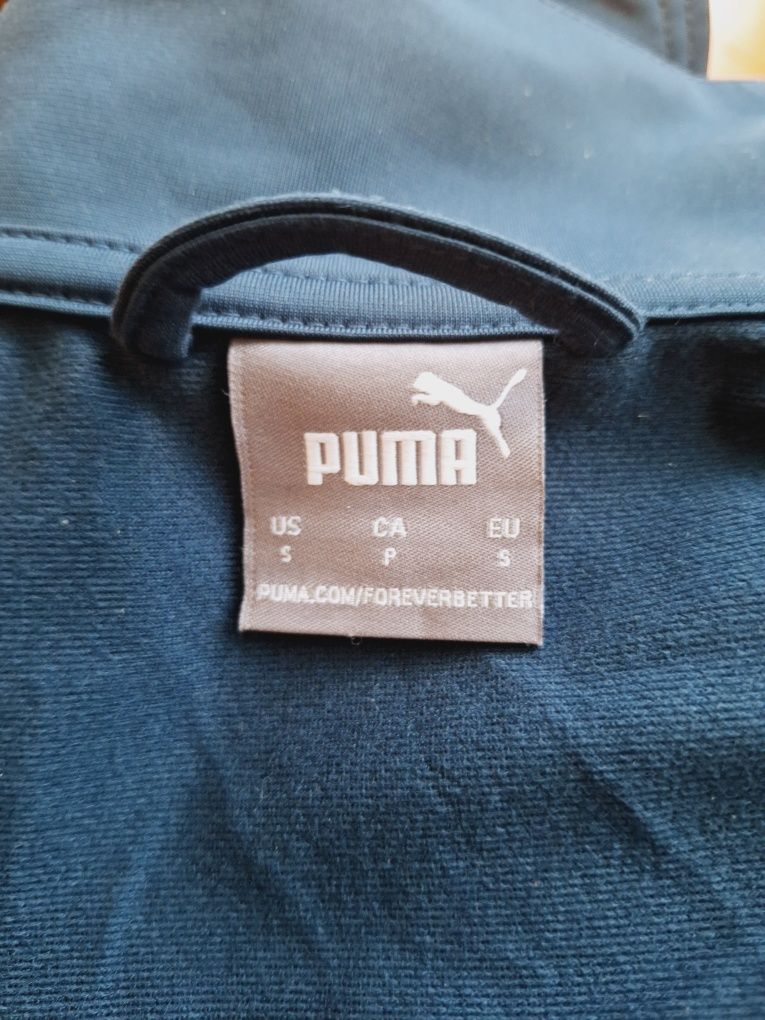 PUMA
US CA EU
S P S
PUMA.COM/FOREVERBETTER